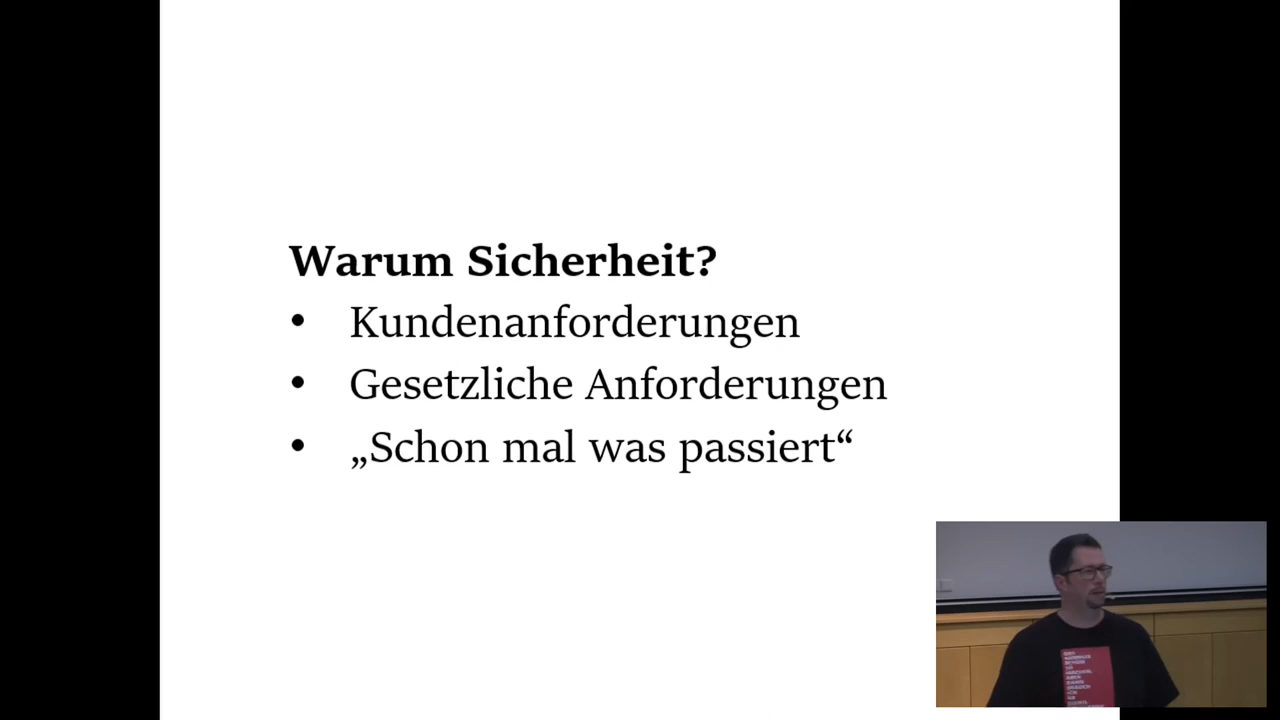 Warum Sicherheit?
• Kundenanforderungen
• Gesetzliche Anforderungen
• „Schon mal was passiert“